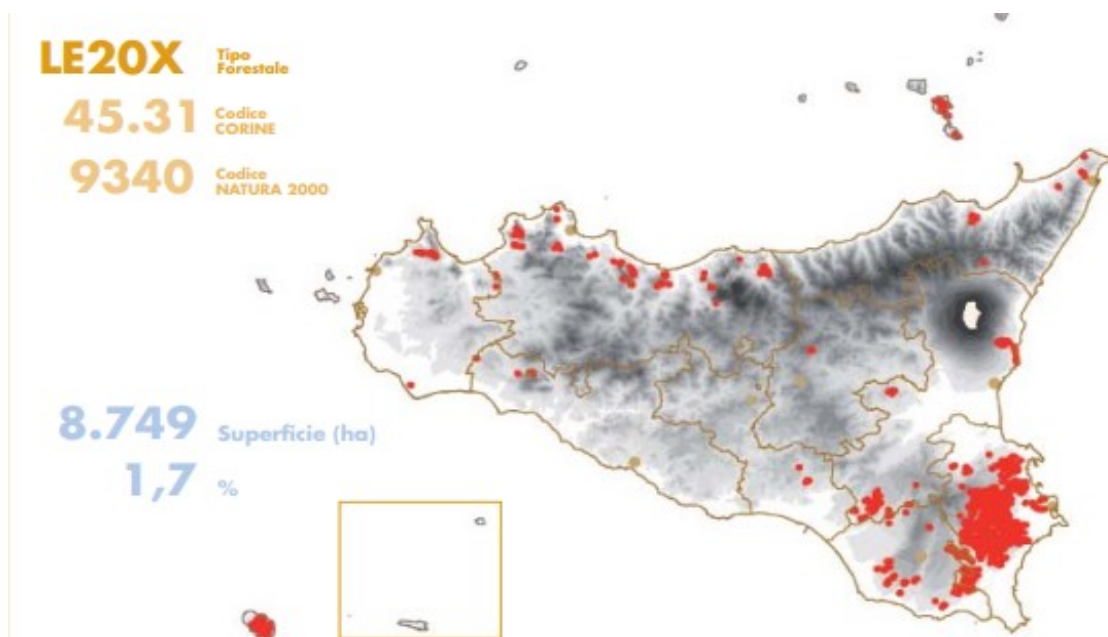 LE20X Tipo
Forestale
45.31 Codice
CORINE
9340 Codice
NATURA 2000
8.749 Superficie (ha)
1,7 %